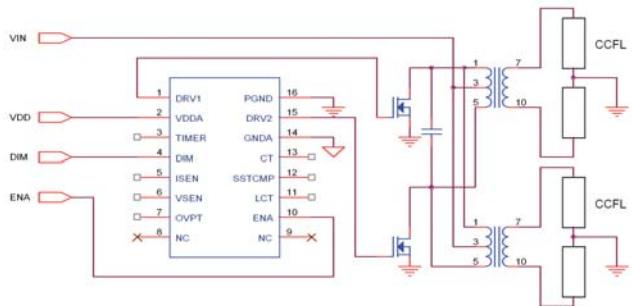 VIN
VDD
DIM
ENA
1 DRV1 PGND 16
2 VDDA DRV2 15
3 TIMER GNDA 14
4 DIM CT 13
5 ISEN SSTCMP 12
6 VSEN LCT 11
7 OVPT ENA 10
8 NC NC 9
1 7
3
5 10
CCFL
1 7
3
5 10
CCFL